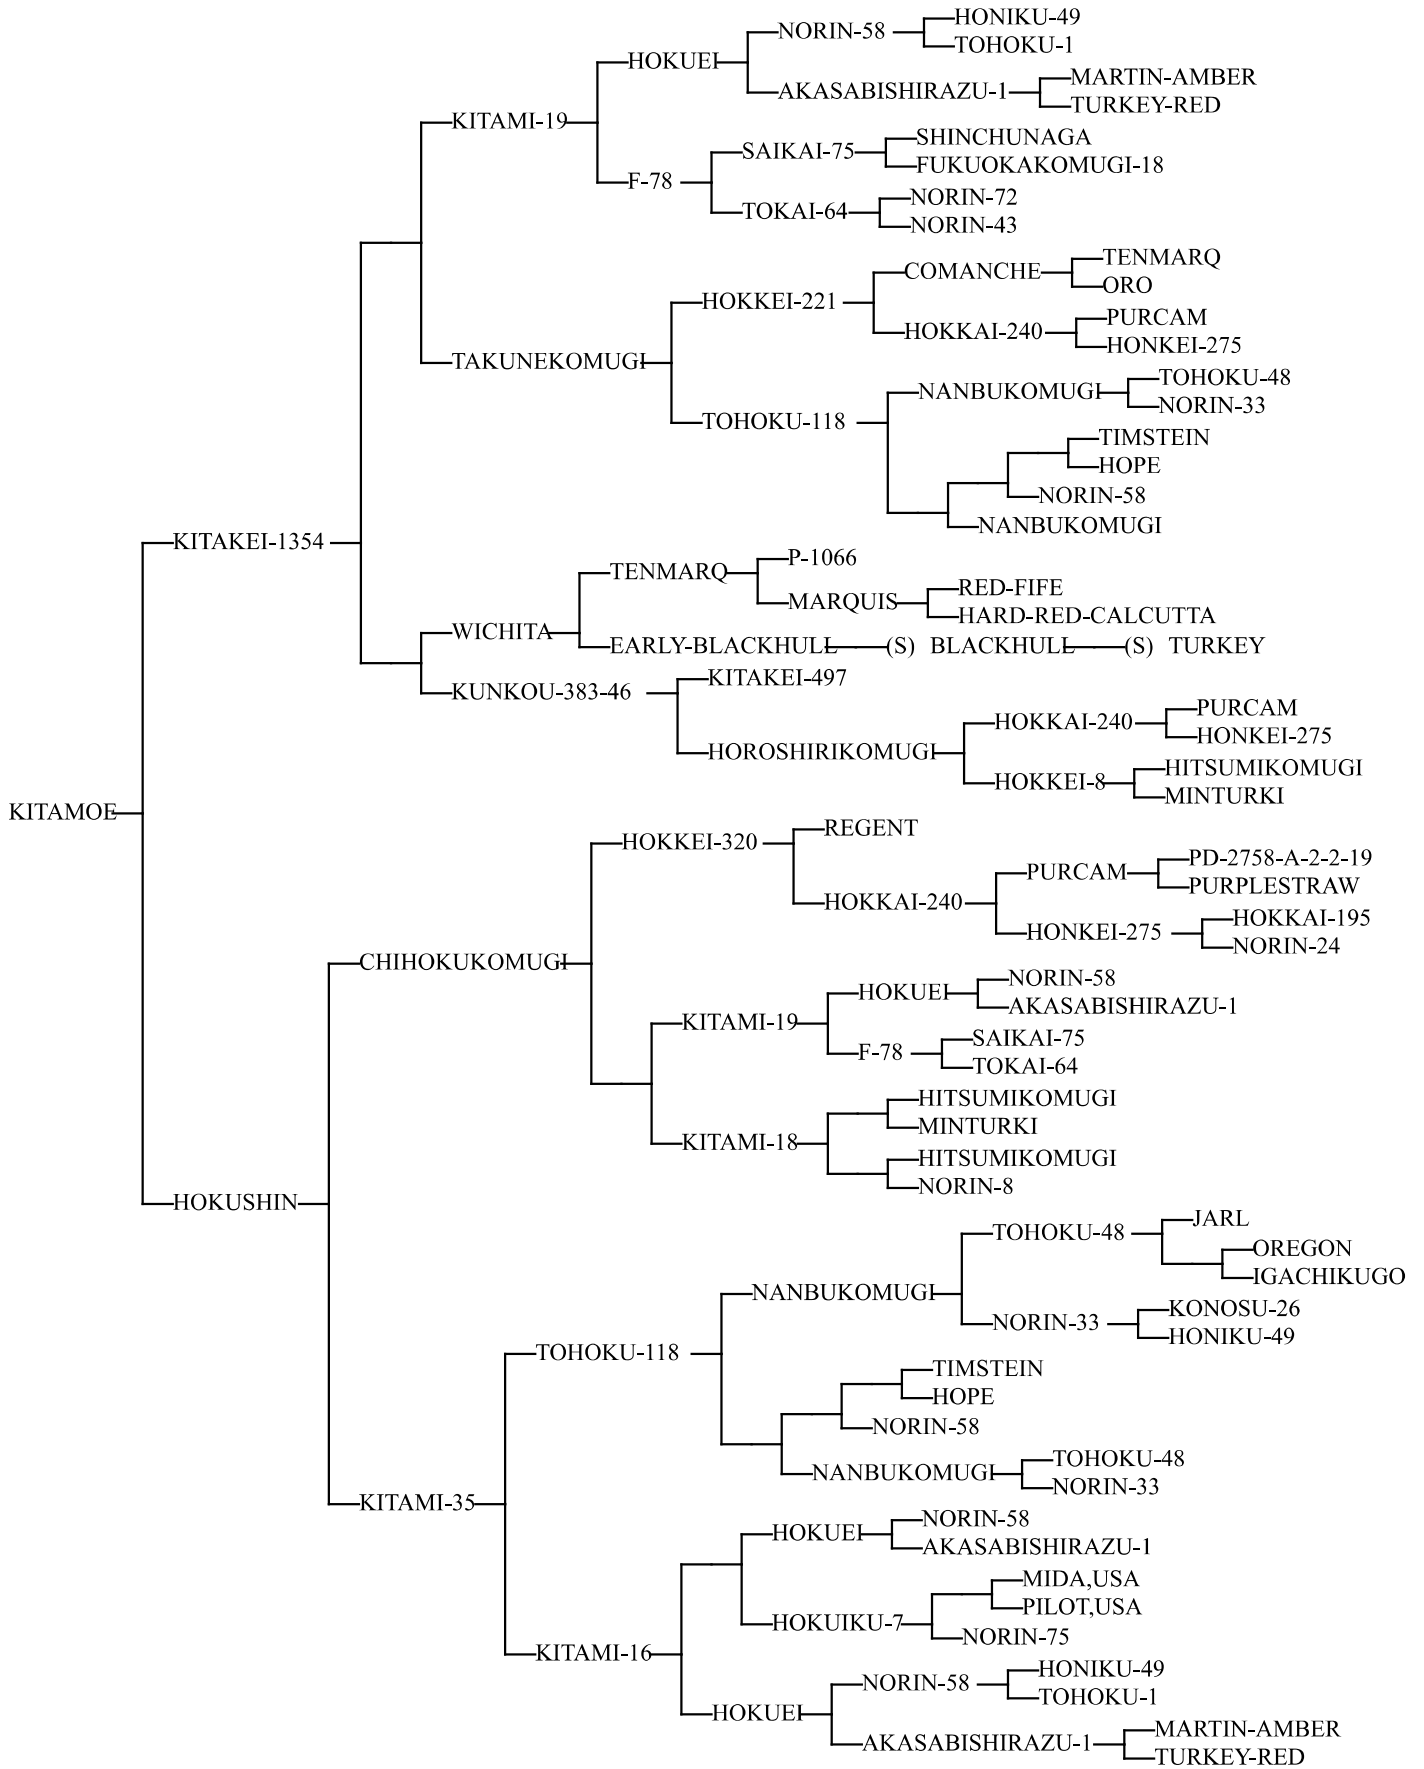 HONIKU-49
NORIN-58
TOHOKU-1
HOKUEI
MARTIN-AMBER
AKASABISHIRAZU-1
TURKEY-RED
KITAMI-19
SHINCHUNAGA
SAIKAI-75
FUKUOKAKOMUGI-18
F-78
NORIN-72
TOKAI-64
NORIN-43
TENMARQ
COMANCHE
ORO
HOKKEI-221
PURCAM
HOKKAI-240
HONKEI-275
TAKUNEKOMUGI
TOHOKU-48
NANBUKOMUGI
NORIN-33
TOHOKU-118
TIMSTEIN
HOPE
NORIN-58
NANBUKOMUGI
KITAKEI-1354
P-1066
TENMARQ
RED-FIFE
MARQUIS
HARD-RED-CALCUTTA
WICHITA
EARLY-BLACKHULL (S) BLACKHULL (S) TURKEY
KITAKEI-497
KUNKOU-383-46
PURCAM
HOKKAI-240
HONKEI-275
HOROSHIRIKOMUGI
HITSUMIKOMUGI
HOKKEI-8
MINTURKI
KITAMOE
REGENT
HOKKEI-320
PD-2758-A-2-2-19
PURCAM
PURPLESTRAW
HOKKAI-240
HOKKAI-195
HONKEI-275
NORIN-24
CHIHOKUKOMUGI
NORIN-58
HOKUEI
AKASABISHIRAZU-1
KITAMI-19
SAIKAI-75
F-78
TOKAI-64
HITSUMIKOMUGI
MINTURKI
KITAMI-18
HITSUMIKOMUGI
NORIN-8
HOKUSHIN
JARL
TOHOKU-48
OREGON
IGACHIKUGO
NANBUKOMUGI
KONOSU-26
NORIN-33
HONIKU-49
TOHOKU-118
TIMSTEIN
HOPE
NORIN-58
TOHOKU-48
NANBUKOMUGI
NORIN-33
KITAMI-35
NORIN-58
HOKUEI
AKASABISHIRAZU-1
MIDA,USA
PILOT,USA
HOKUIKU-7
NORIN-75
KITAMI-16
HONIKU-49
NORIN-58
TOHOKU-1
HOKUEI
MARTIN-AMBER
AKASABISHIRAZU-1
TURKEY-RED